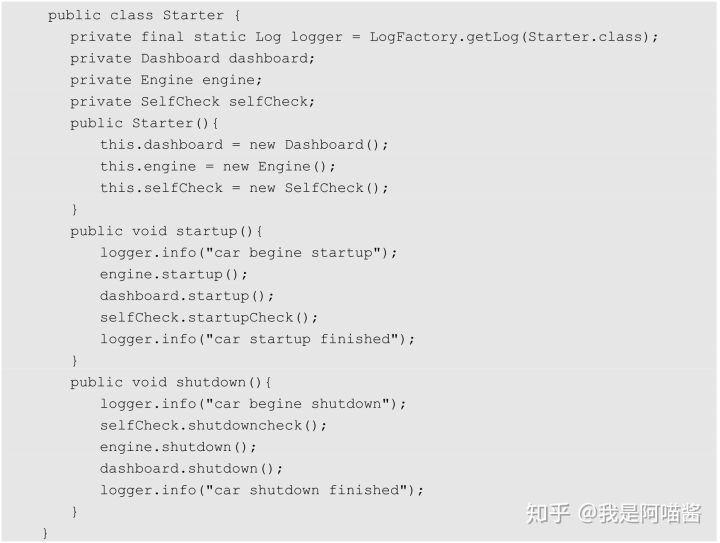 public class Starter {
private final static Log logger = LogFactory.getLog(Starter.class);
private Dashboard dashboard;
private Engine engine;
private SelfCheck selfCheck;
public Starter(){
this.dashboard = new Dashboard();
this.engine = new Engine();
this.selfCheck = new SelfCheck();
}
public void startup(){
logger.info("car begine startup");
engine.startup();
dashboard.startup();
selfCheck.startupCheck();
logger.info("car startup finished");
}
public void shutdown(){
logger.info("car begine shutdown");
selfCheck.shutdowncheck();
engine.shutdown();
dashboard.shutdown();
logger.info("car shutdown finished");
}
}
知乎 @我是阿喵酱